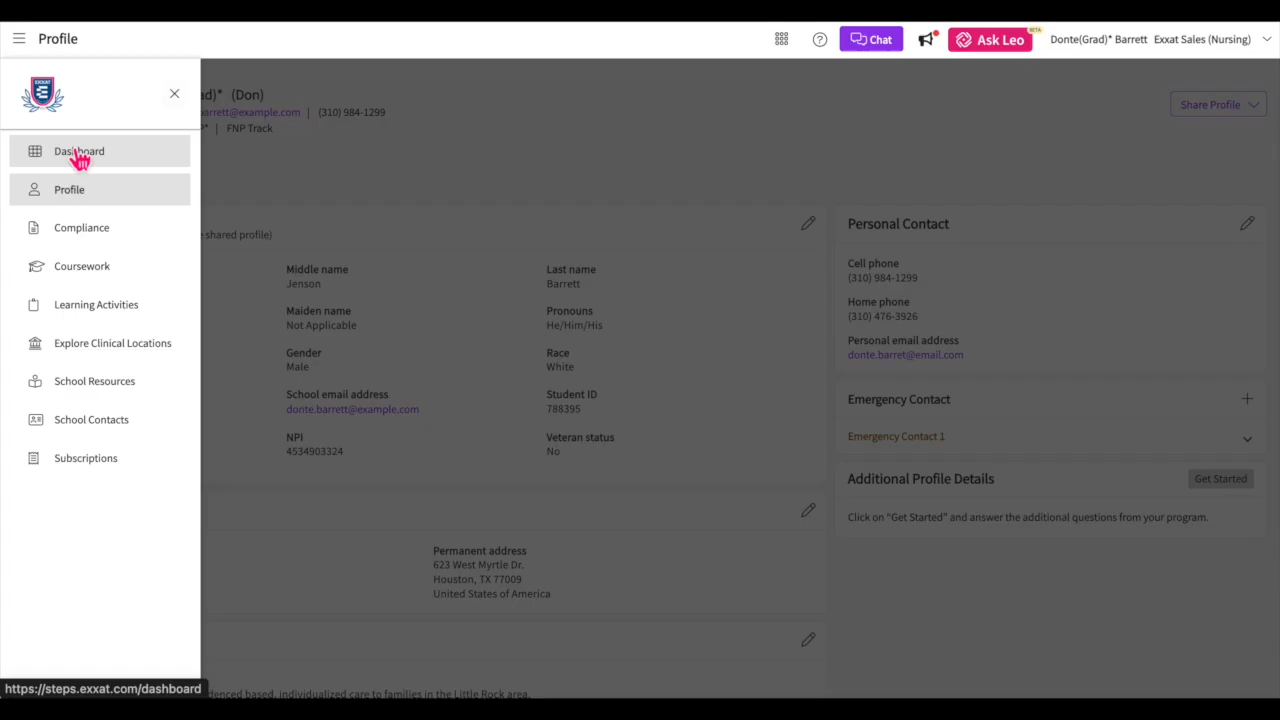 Profile
Chat
Ask Leo
BETA
Donte(Grad)* Barrett Exxat Sales (Nursing)
EXXAT
ad)* (Don)
barrett@example.com | (310) 984-1299
P* | FNP Track
Share Profile
Dashboard
Profile
Compliance
Coursework
Learning Activities
Explore Clinical Locations
School Resources
School Contacts
Subscriptions
e shared profile)
Middle name
Jenson
Last name
Barrett
Maiden name
Not Applicable
Pronouns
He/Him/His
Gender
Male
Race
White
School email address
donte.barrett@example.com
Student ID
788395
NPI
4534903324
Veteran status
No
Permanent address
623 West Myrtle Dr.
Houston, TX 77009
United States of America
denced based, individualized care to families in the Little Rock area.
Personal Contact
Cell phone
(310) 984-1299
Home phone
(310) 476-3926
Personal email address
donte.barret@email.com
Emergency Contact
Emergency Contact 1
Additional Profile Details
Get Started
Click on "Get Started" and answer the additional questions from your program.
https://steps.exxat.com/dashboard